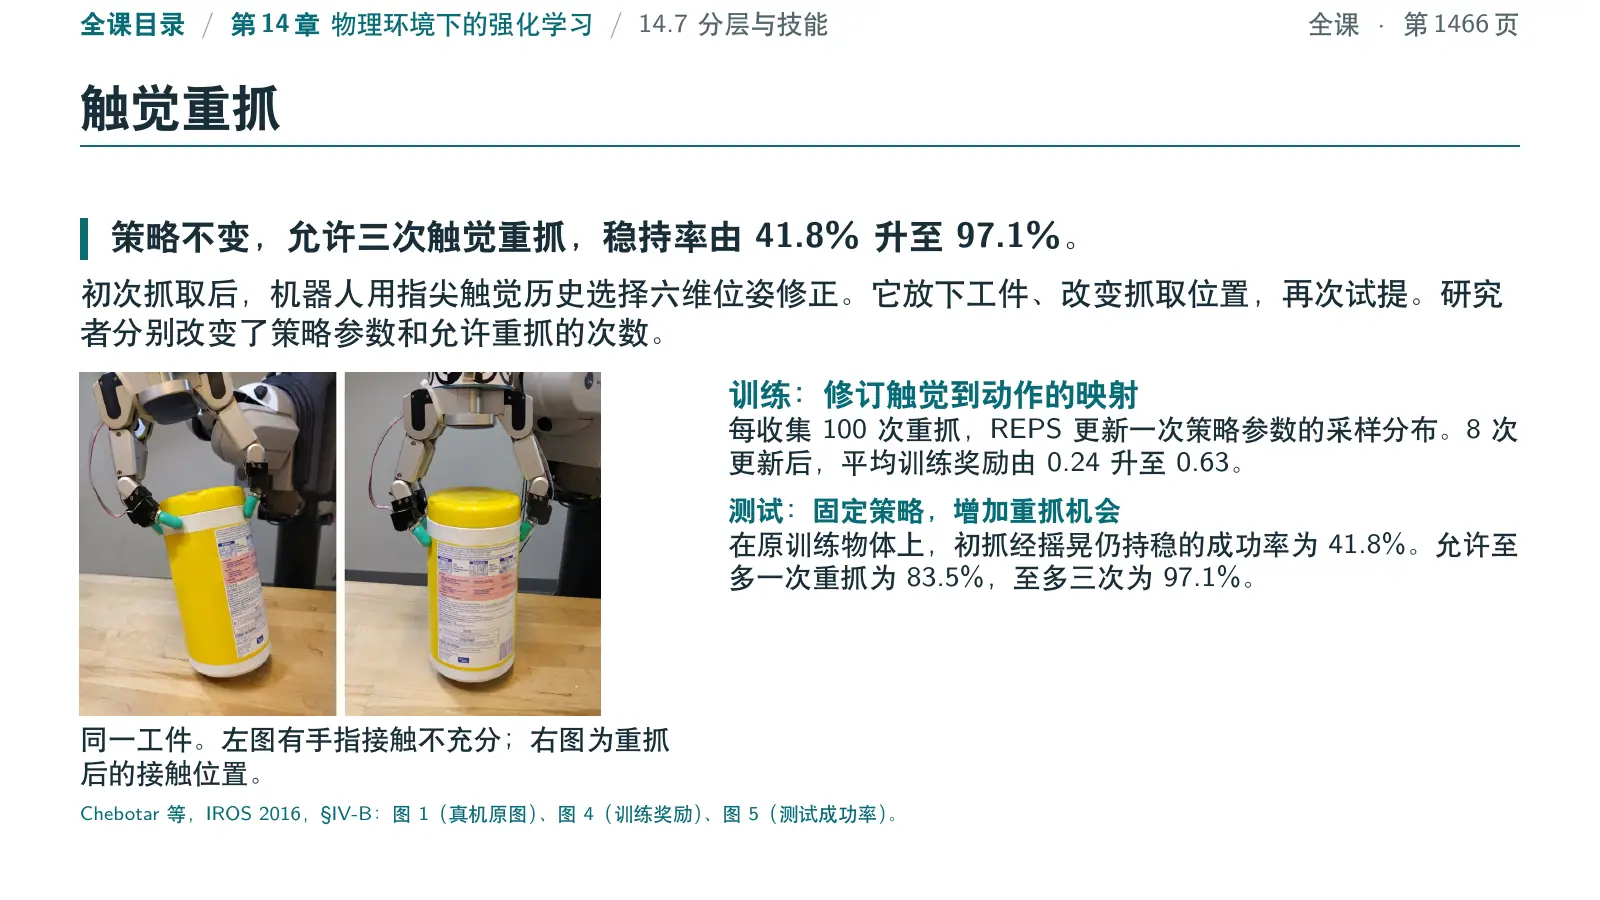 全课目录 / 第 14 章 物理环境下的强化学习 / 14.7 分层与技能
全课 · 第 1466 页
触觉重抓
策略不变，允许三次触觉重抓，稳持率由 41.8% 升至 97.1%。
初次抓取后，机器人用指尖触觉历史选择六维位姿修正。它放下工件、改变抓取位置，再次试提。研究
者分别改变了策略参数和允许重抓的次数。
训练：修订触觉到动作的映射
每收集 100 次重抓，REPS 更新一次策略参数的采样分布。8 次
更新后，平均训练奖励由 0.24 升至 0.63。
测试：固定策略，增加重抓机会
在原训练物体上，初抓经摇晃仍持稳的成功率为 41.8%。允许至
多一次重抓为 83.5%，至多三次为 97.1%。
同一工件。左图有手指接触不充分；右图为重抓
后的接触位置。
Chebotar 等，IROS 2016，§IV-B：图 1（真机原图）、图 4（训练奖励）、图 5（测试成功率）。